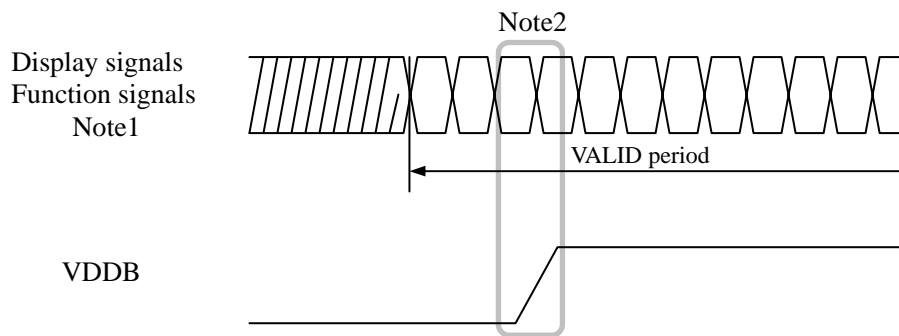 Note2
Display signals
Function signals
Note1
VALID period
VDDB